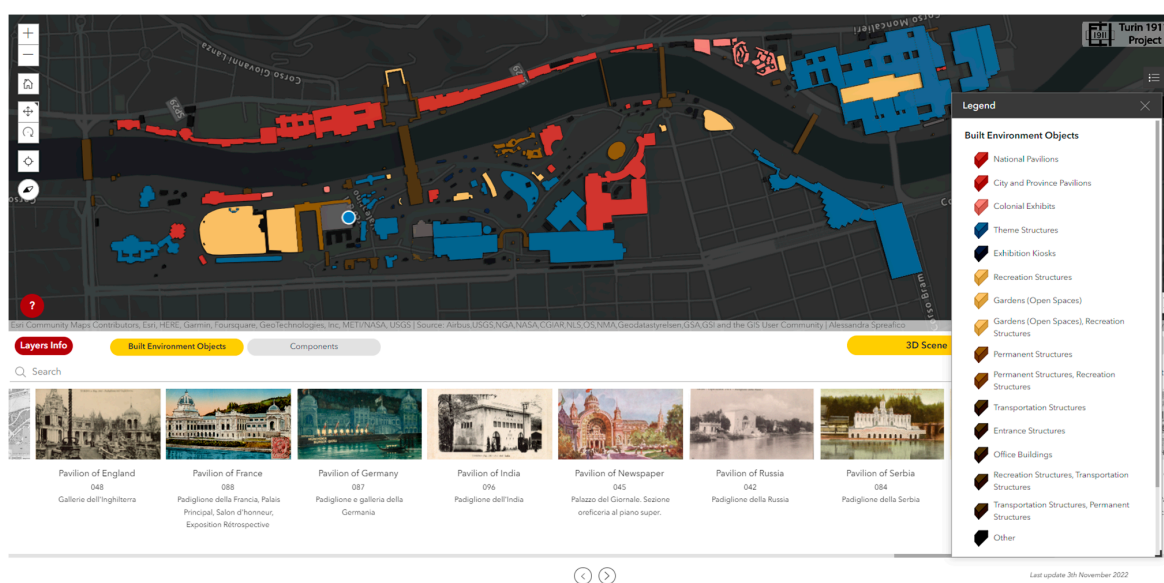 Corso Giovanni Lanza
Corso Moncalieri
SP29
Turin 191
1911
Project
Legend
Built Environment Objects
National Pavilions
City and Province Pavilions
Colonial Exhibits
Theme Structures
Exhibition Kiosks
Recreation Structures
Gardens (Open Spaces)
Gardens (Open Spaces), Recreation
Structures
Permanent Structures
Permanent Structures, Recreation
Structures
Transportation Structures
Entrance Structures
Office Buildings
Recreation Structures, Transportation
Structures
Transportation Structures, Permanent
Structures
Other
Corso Bram
?
Esri Community Maps Contributors, Esri, HERE, Garmin, Foursquare, GeoTechnologies, Inc, METI/NASA, USGS | Source: Airbus,USGS,NGA,NASA,CGIAR,NLS,OS,NMA,Geodatastyrelsen,GSA,GSI and the GIS User Community | Alessandra Spreafico
Layers Info
Built Environment Objects
Components
3D Scene
Search
Pavilion of England
048
Gallerie dell'Inghilterra
Pavilion of France
088
Padiglione della Francia, Palais
Principal, Salon d'honneur,
Exposition Rétrospective
Pavilion of Germany
087
Padiglione e galleria della
Germania
Pavilion of India
096
Padiglione dell'India
Pavilion of Newspaper
045
Palazzo del Giornale. Sezione
oreficeria al piano super.
Pavilion of Russia
042
Padiglione della Russia
Pavilion of Serbia
084
Padiglione della Serbia
Last update 3th November 2022